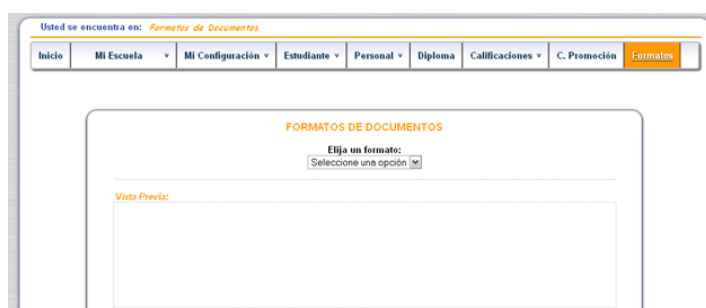 Usted se encuentra en: Formatos de Documentos
Inicio Mi Escuela Mi Configuración Estudiante Personal Diploma Calificaciones C. Promoción Formatos
FORMATOS DE DOCUMENTOS
Elija un formato:
Seleccione una opción
Vista Previa: